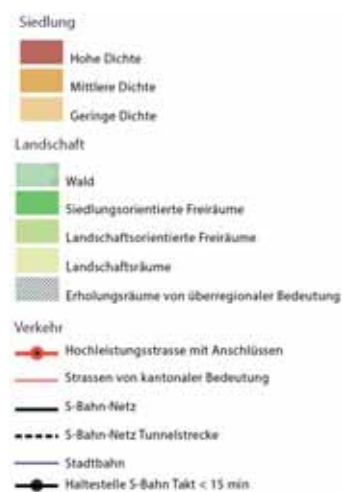 Siedlung
Hohe Dichte
Mittlere Dichte
Geringe Dichte
Landschaft
Wald
Siedlungsorientierte Freiräume
Landschaftsorientierte Freiräume
Landschaftsräume
Erholungsräume von überregionaler Bedeutung
Verkehr
Hochleistungsstrasse mit Anschlüssen
Strassen von kantonaler Bedeutung
S-Bahn-Netz
S-Bahn-Netz Tunnelstrecke
Stadtbahn
Haltestelle S-Bahn Takt < 15 min